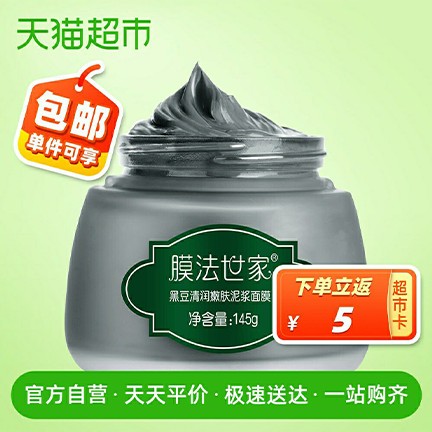 天猫超市
包邮
单件可享
膜法世家®
黑豆清润嫩肤泥浆面膜
净含量:145g
下单立返
¥ 5
超市卡
官方自营·天天平价·极速送达·一站购齐